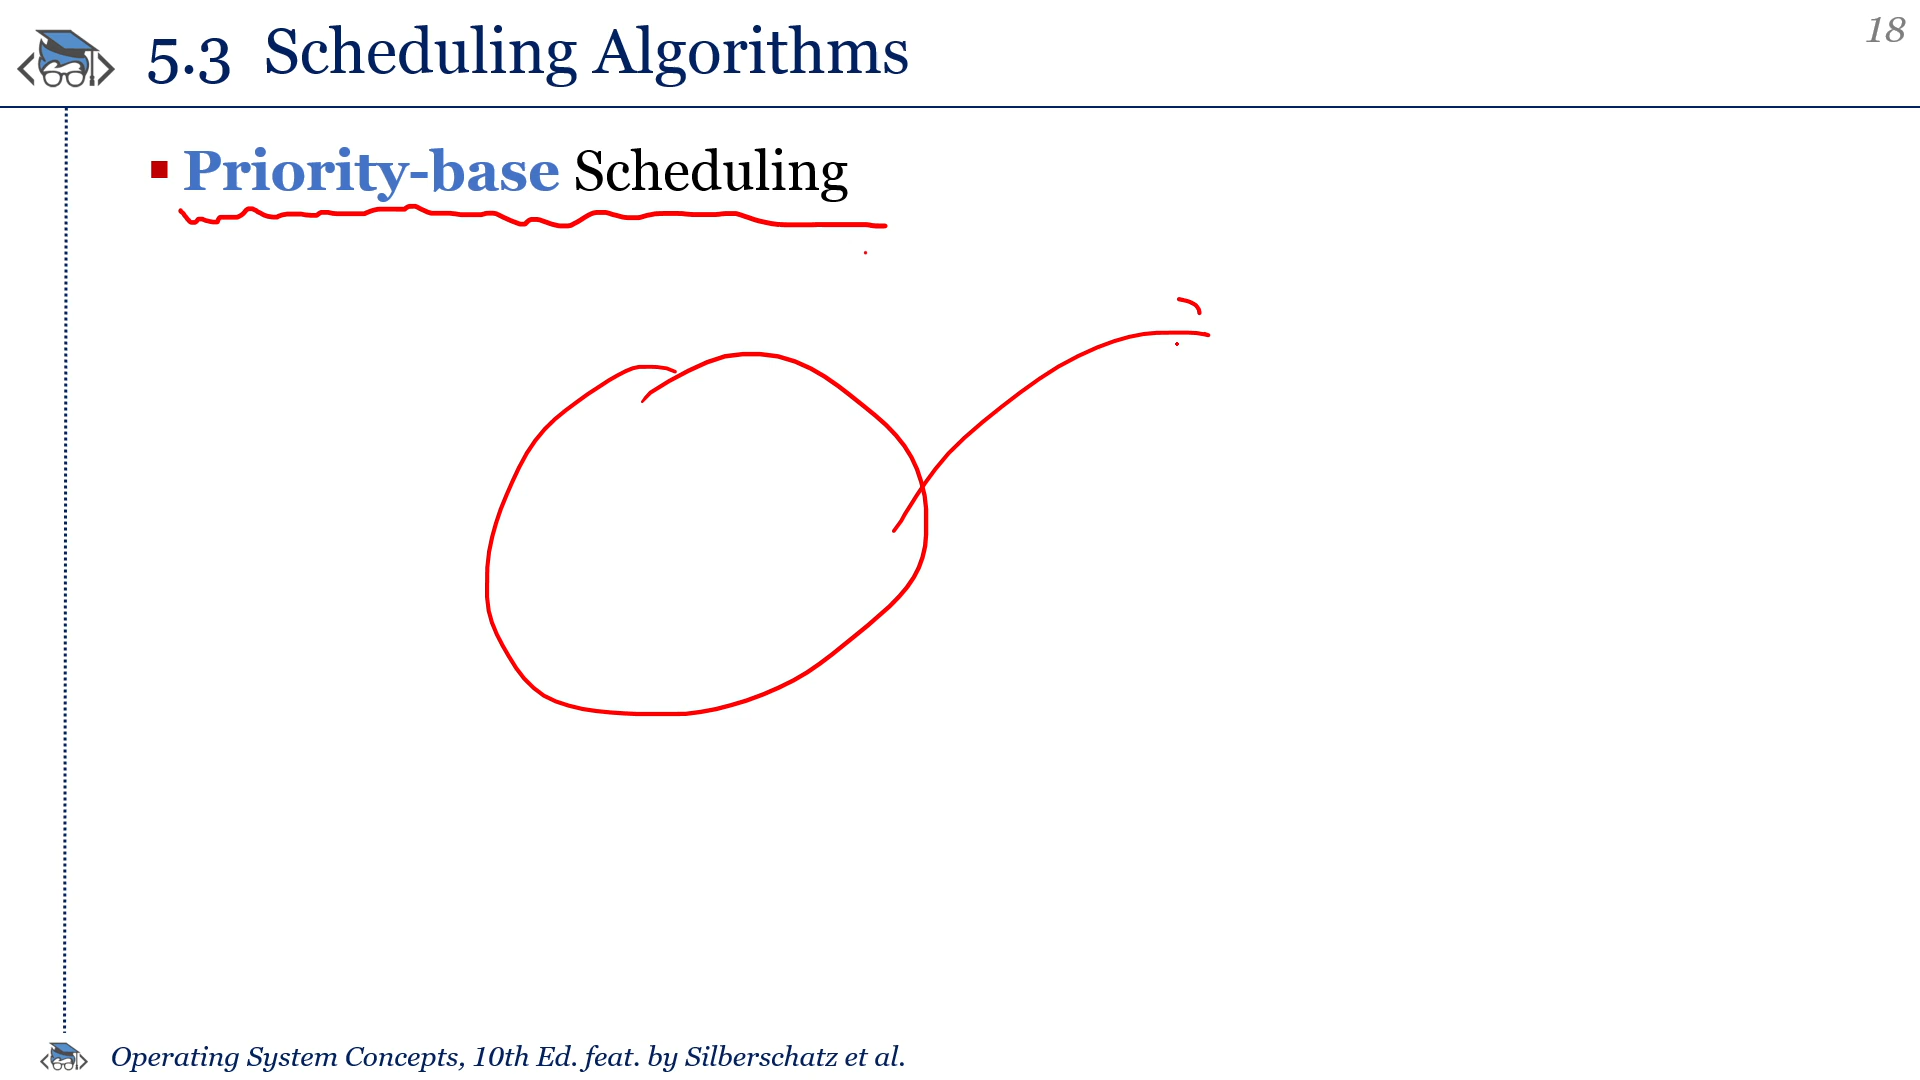 18
5.3 Scheduling Algorithms
Priority-base Scheduling
Operating System Concepts, 10th Ed. feat. by Silberschatz et al.